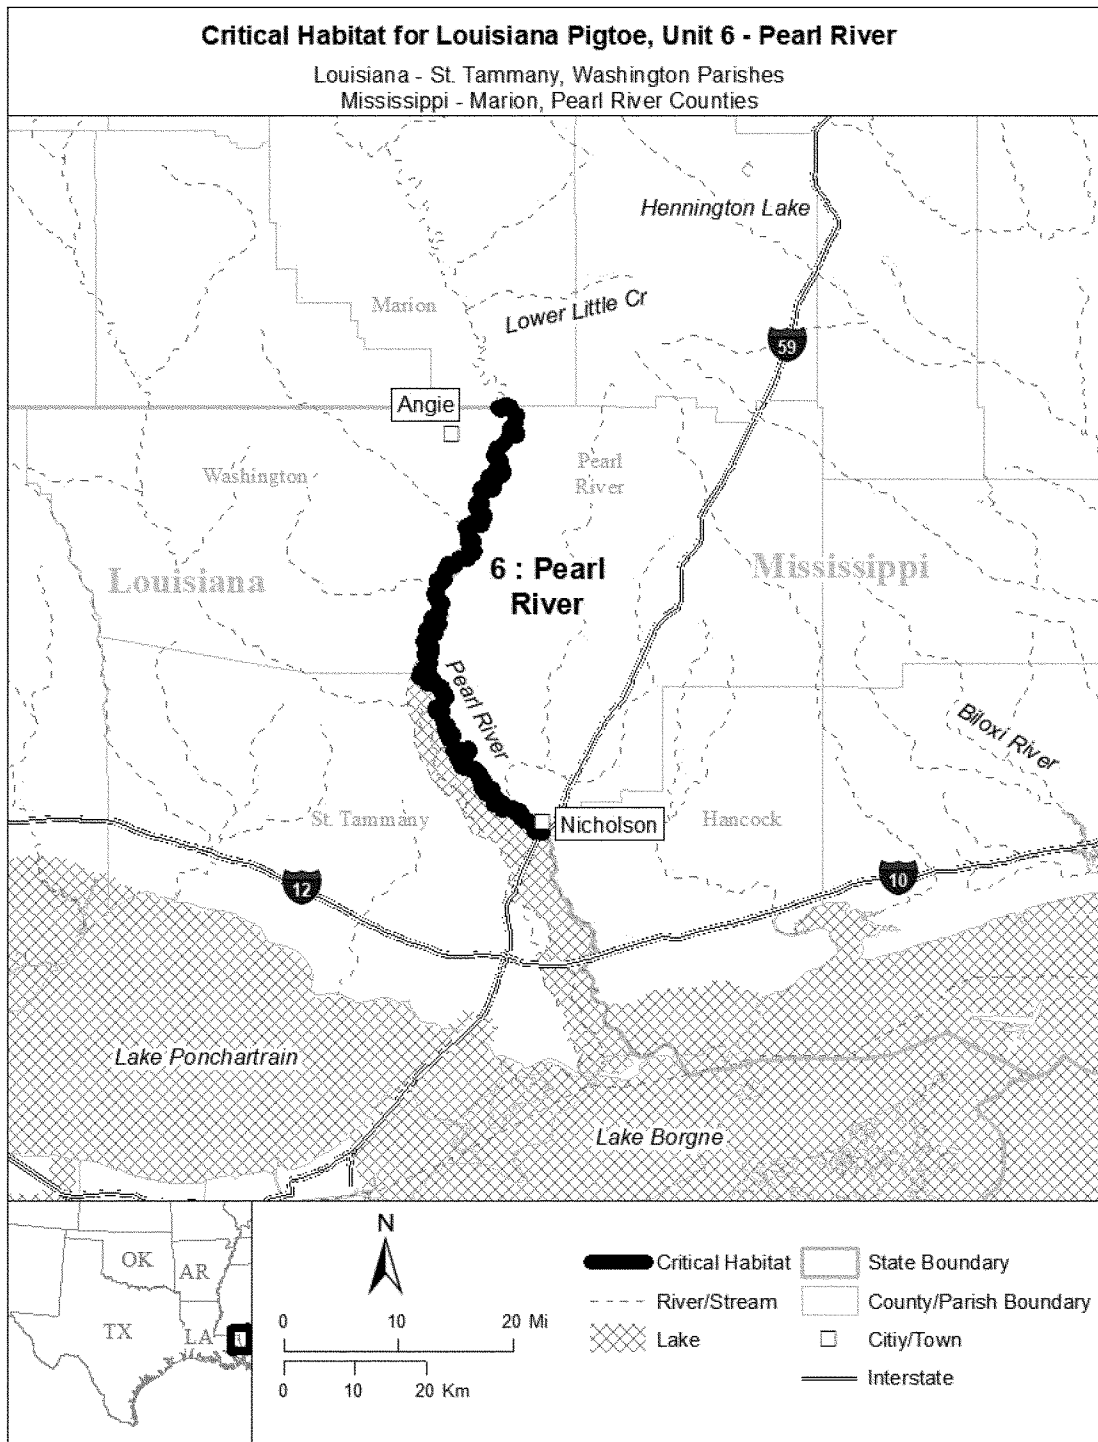 Critical Habitat for Louisiana Pigtoe, Unit 6 - Pearl River
Louisiana - St. Tammany, Washington Parishes
Mississippi - Marion, Pearl River Counties
Hennington Lake
Lower Little Cr
Marion
59
Angie
Washington
Pearl
River
Louisiana
6 : Pearl
River
Mississippi
Pearl River
Biloxi River
St. Tammany
Nicholson
Hancock
12
10
Lake Ponchartrain
Lake Borgne
OK
AR
TX
LA
N
0 10 20 Mi
0 10 20 Km
Critical Habitat
River/Stream
Lake
State Boundary
County/Parish Boundary
Citiy/Town
Interstate